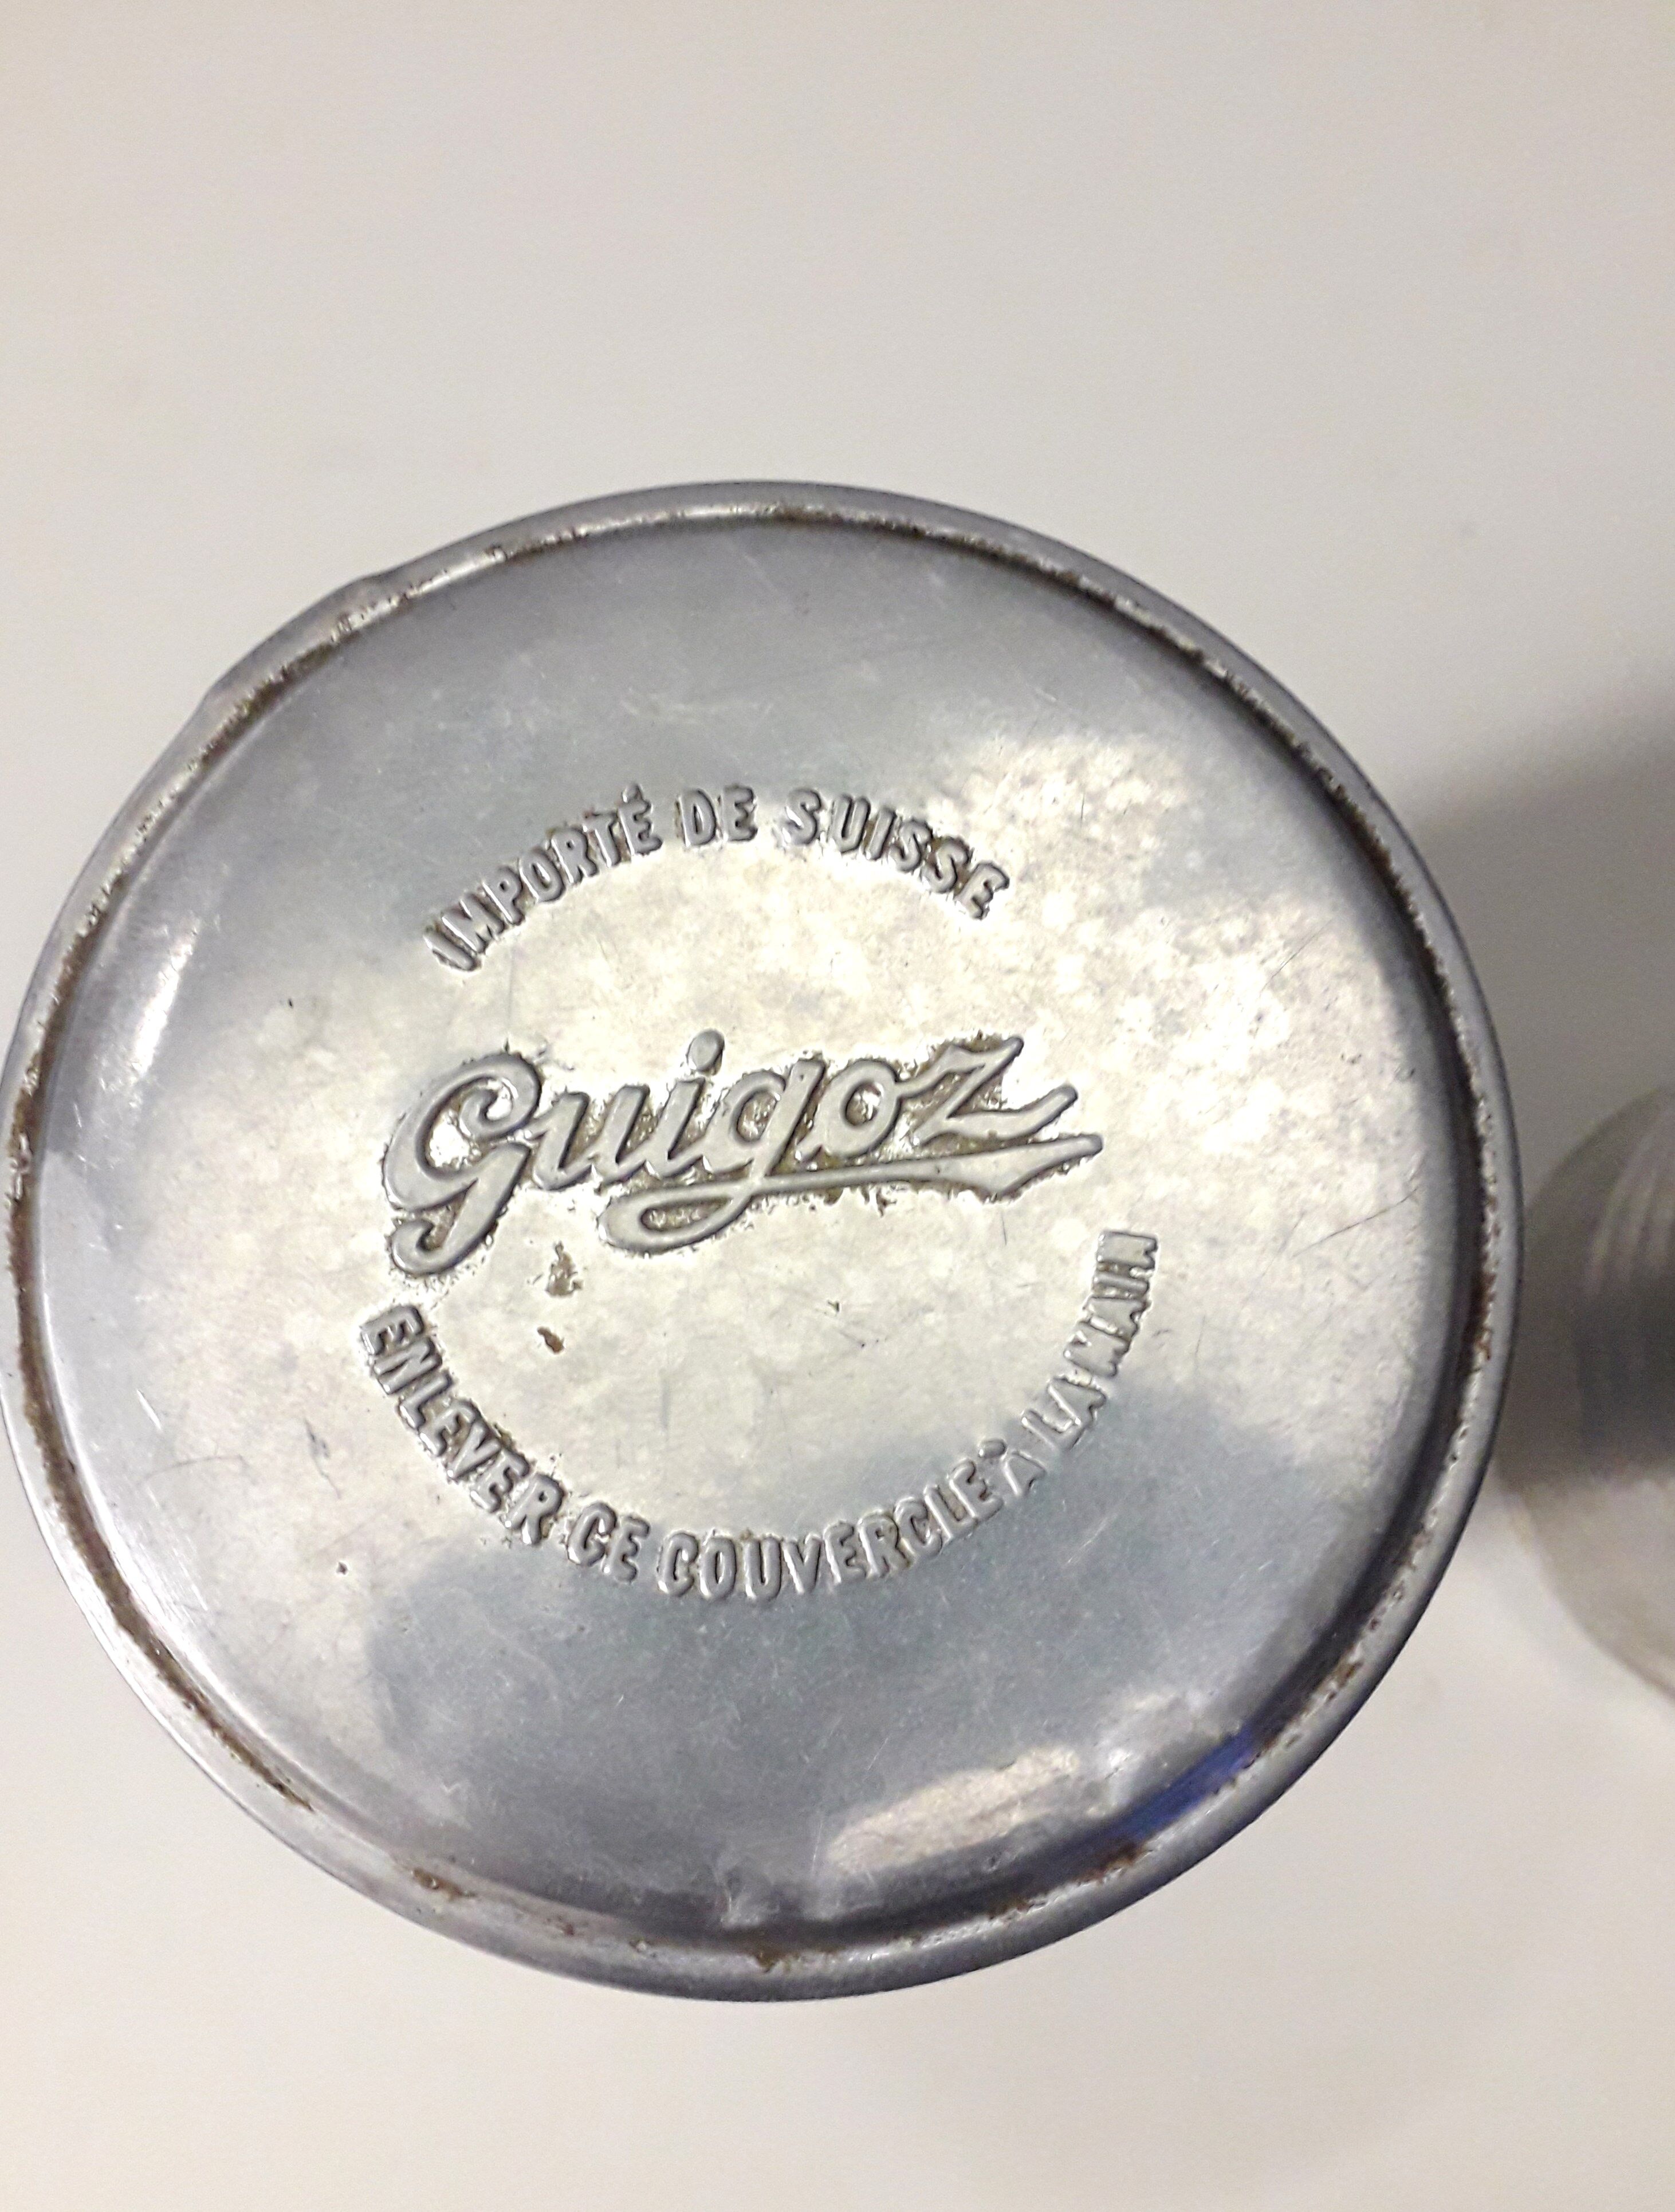 IMPORTÉ DE SUISSE
Guigoz
ENLEVER CE COUVERCLE À LA MAIN